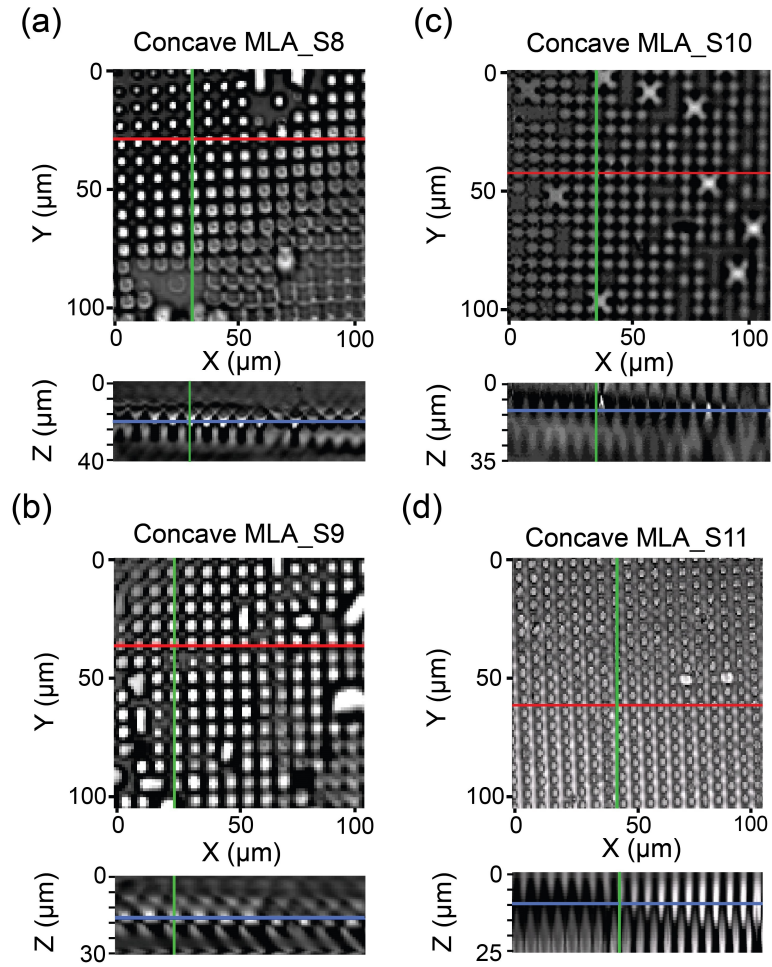 (a)
Concave MLA_S8
0
50
100
Y (µm)
0 50 100
X (µm)
0
40
Z (µm)
(c)
Concave MLA_S10
0
50
100
Y (µm)
0 50 100
X (µm)
0
35
Z (µm)
(b)
Concave MLA_S9
0
50
100
Y (µm)
0 50 100
X (µm)
0
30
Z (µm)
(d)
Concave MLA_S11
0
50
100
Y (µm)
0 50 100
X (µm)
0
25
Z (µm)